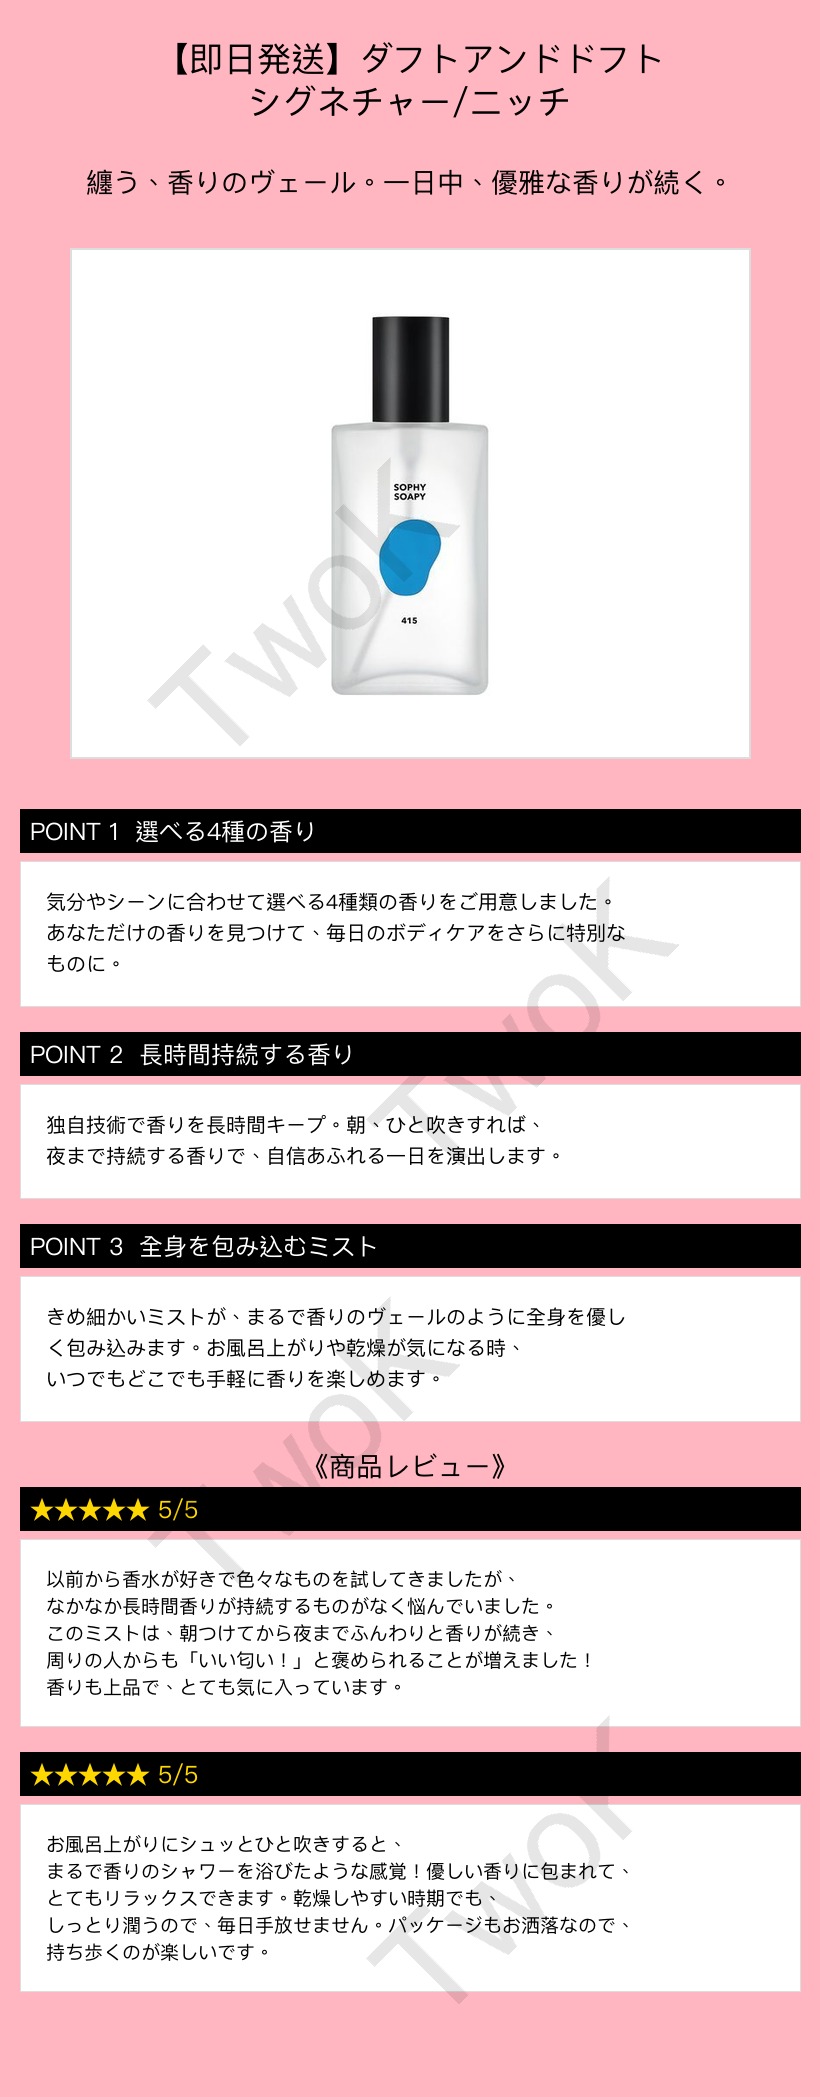 【即日発送】ダフトアンドドフト
シグネチャー/ニッチ
纏う、香りのヴェール。一日中、優雅な香りが続く。
SOPHY
SOAPY
415
TwoK
POINT 1 選べる4種の香り
気分やシーンに合わせて選べる4種類の香りをご用意しました。
あなただけの香りを見つけて、毎日のボディケアをさらに特別な
ものに。
TwoK
POINT 2 長時間持続する香り
独自技術で香りを長時間キープ。朝、ひと吹きすれば、
夜まで持続する香りで、自信あふれる一日を演出します。
POINT 3 全身を包み込むミスト
きめ細かいミストが、まるで香りのヴェールのように全身を優し
く包み込みます。お風呂上がりや乾燥が気になる時、
いつでもどこでも手軽に香りを楽しめます。
TwoK
《商品レビュー》
★★★★★ 5/5
以前から香水が好きで色々なものを試してきましたが、
なかなか長時間香りが持続するものがなく悩んでいました。
このミストは、朝つけてから夜までふんわりと香りが続き、
周りの人からも「いい匂い！」と褒められることが増えました！
香りも上品で、とても気に入っています。
★★★★★ 5/5
お風呂上がりにシュッとひと吹きすると、
まるで香りのシャワーを浴びたような感覚！優しい香りに包まれて、
とてもリラックスできます。乾燥しやすい時期でも、
しっとり潤うので、毎日手放せません。パッケージもお洒落なので、
持ち歩くのが楽しいです。
TwoK